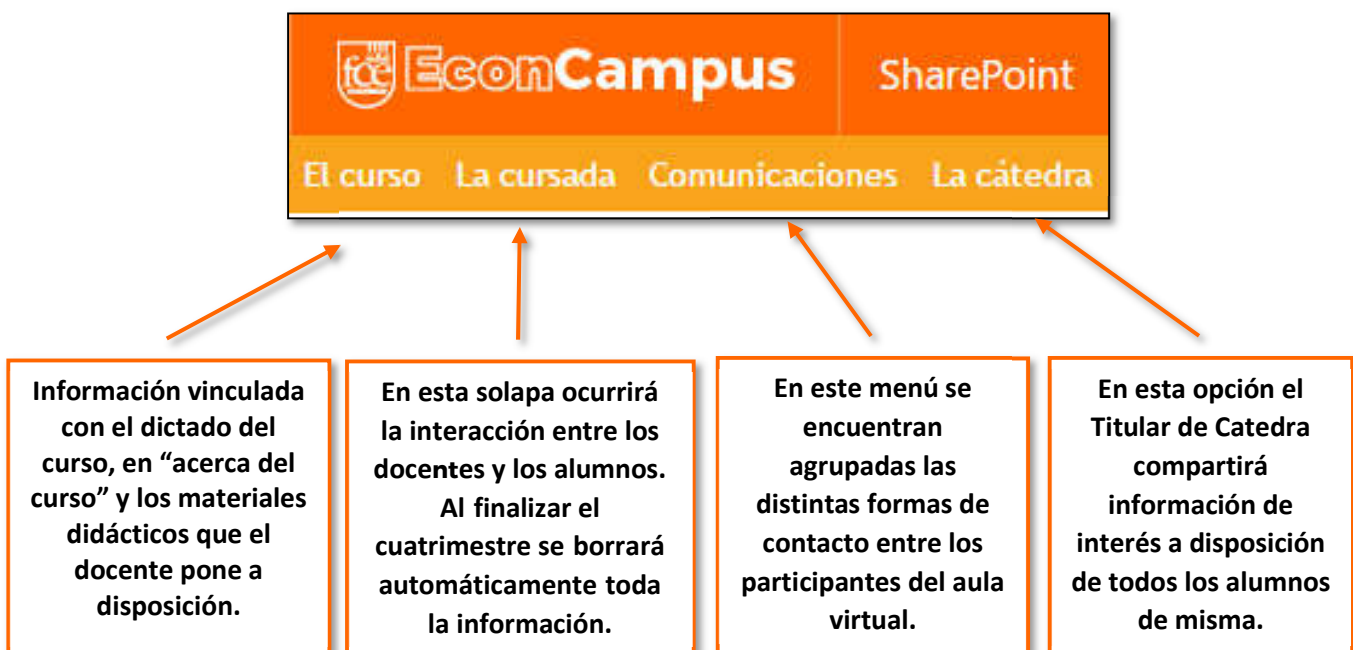 fce EconCampus SharePoint
El curso La cursada Comunicaciones La cátedra
Información vinculada
con el dictado del
curso, en “acerca del
curso” y los materiales
didácticos que el
docente pone a
disposición.
En esta solapa ocurrirá
la interacción entre los
docentes y los alumnos.
Al finalizar el
cuatrimestre se borrará
automáticamente toda
la información.
En este menú se
encuentran
agrupadas las
distintas formas de
contacto entre los
participantes del aula
virtual.
En esta opción el
Titular de Catedra
compartirá
información de
interés a disposición
de todos los alumnos
de misma.